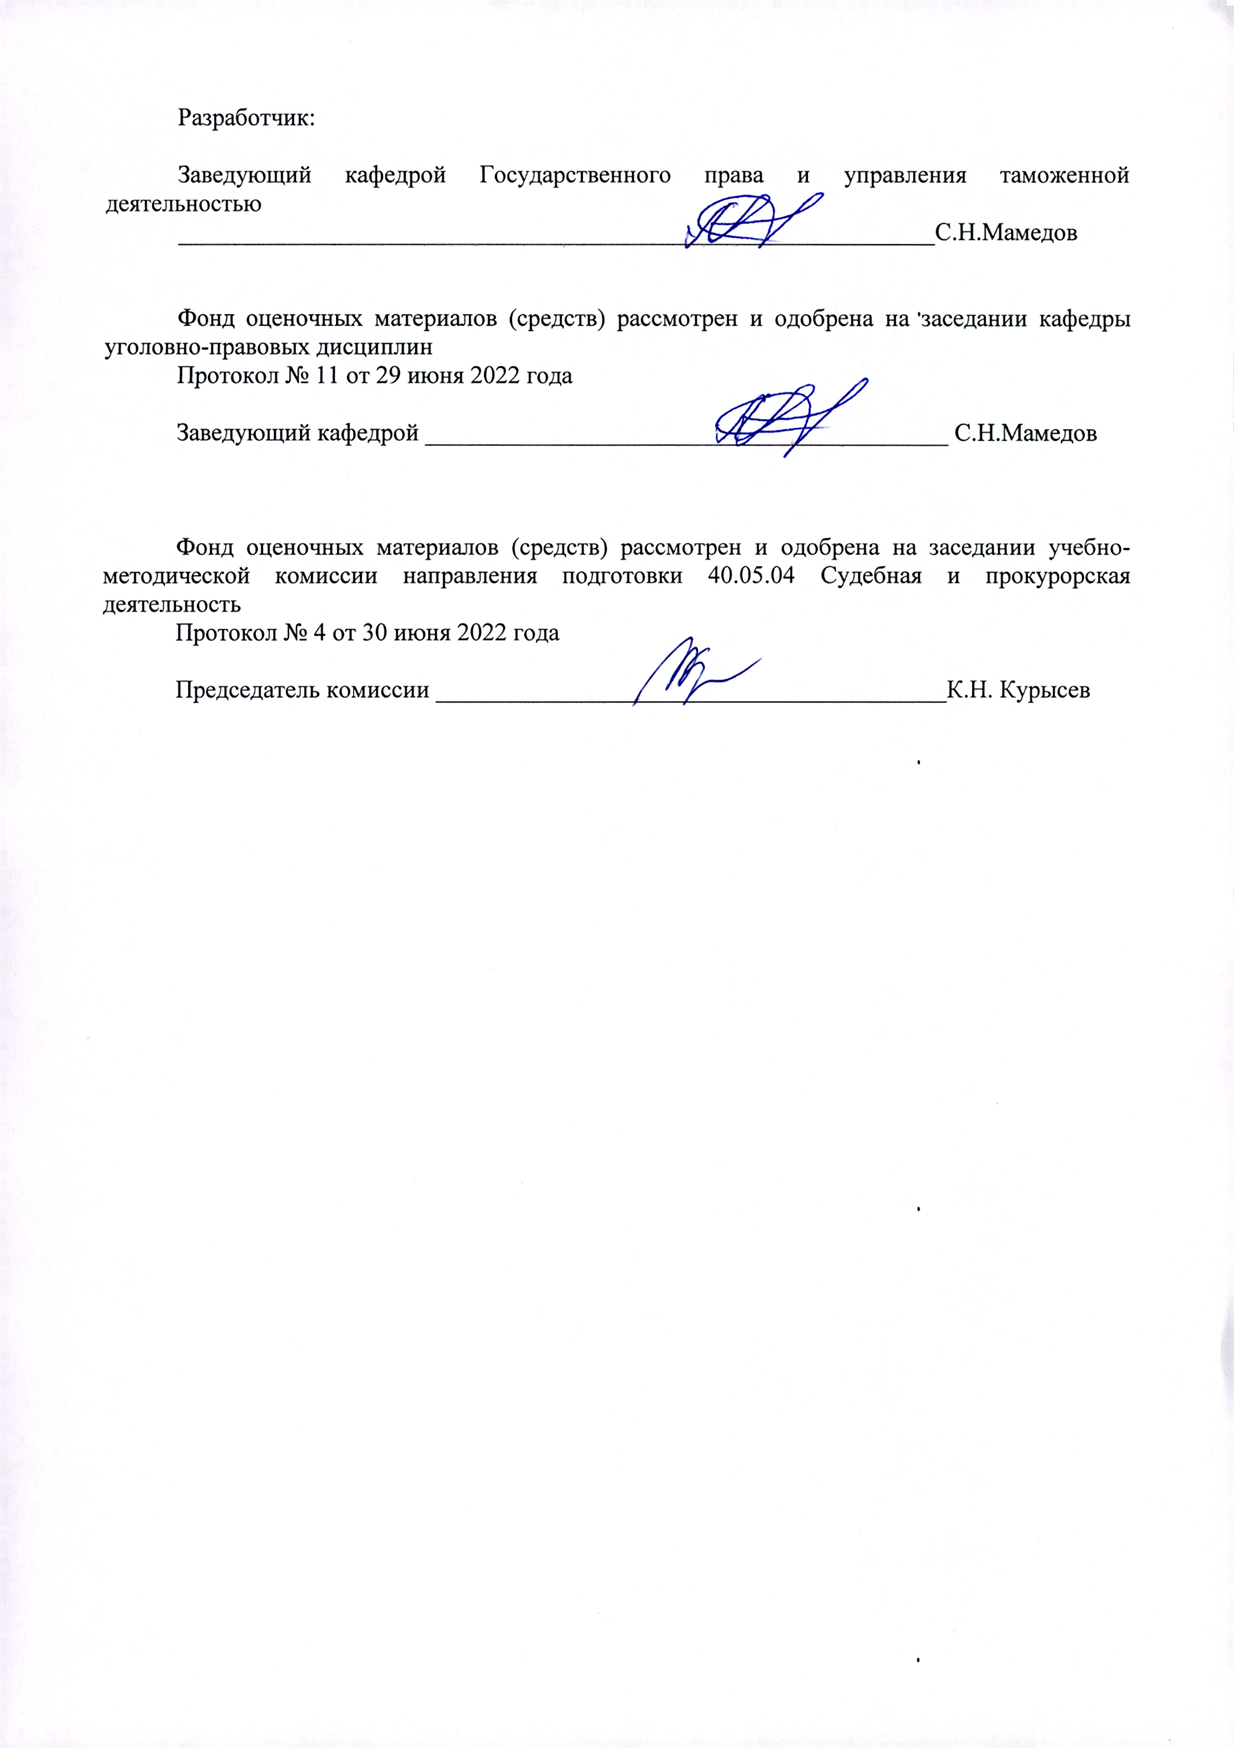 Разработчик:
Заведующий кафедрой Государственного права и управления таможенной
деятельностью
С.Н.Мамедов
Фонд оценочных материалов (средств) рассмотрен и одобрена на заседании кафедры
уголовно-правовых дисциплин
Протокол № 11 от 29 июня 2022 года
Заведующий кафедрой С.Н.Мамедов
Фонд оценочных материалов (средств) рассмотрен и одобрена на заседании учебно-
методической комиссии направления подготовки 40.05.04 Судебная и прокурорская
деятельность
Протокол № 4 от 30 июня 2022 года
Председатель комиссии К.Н. Курысев